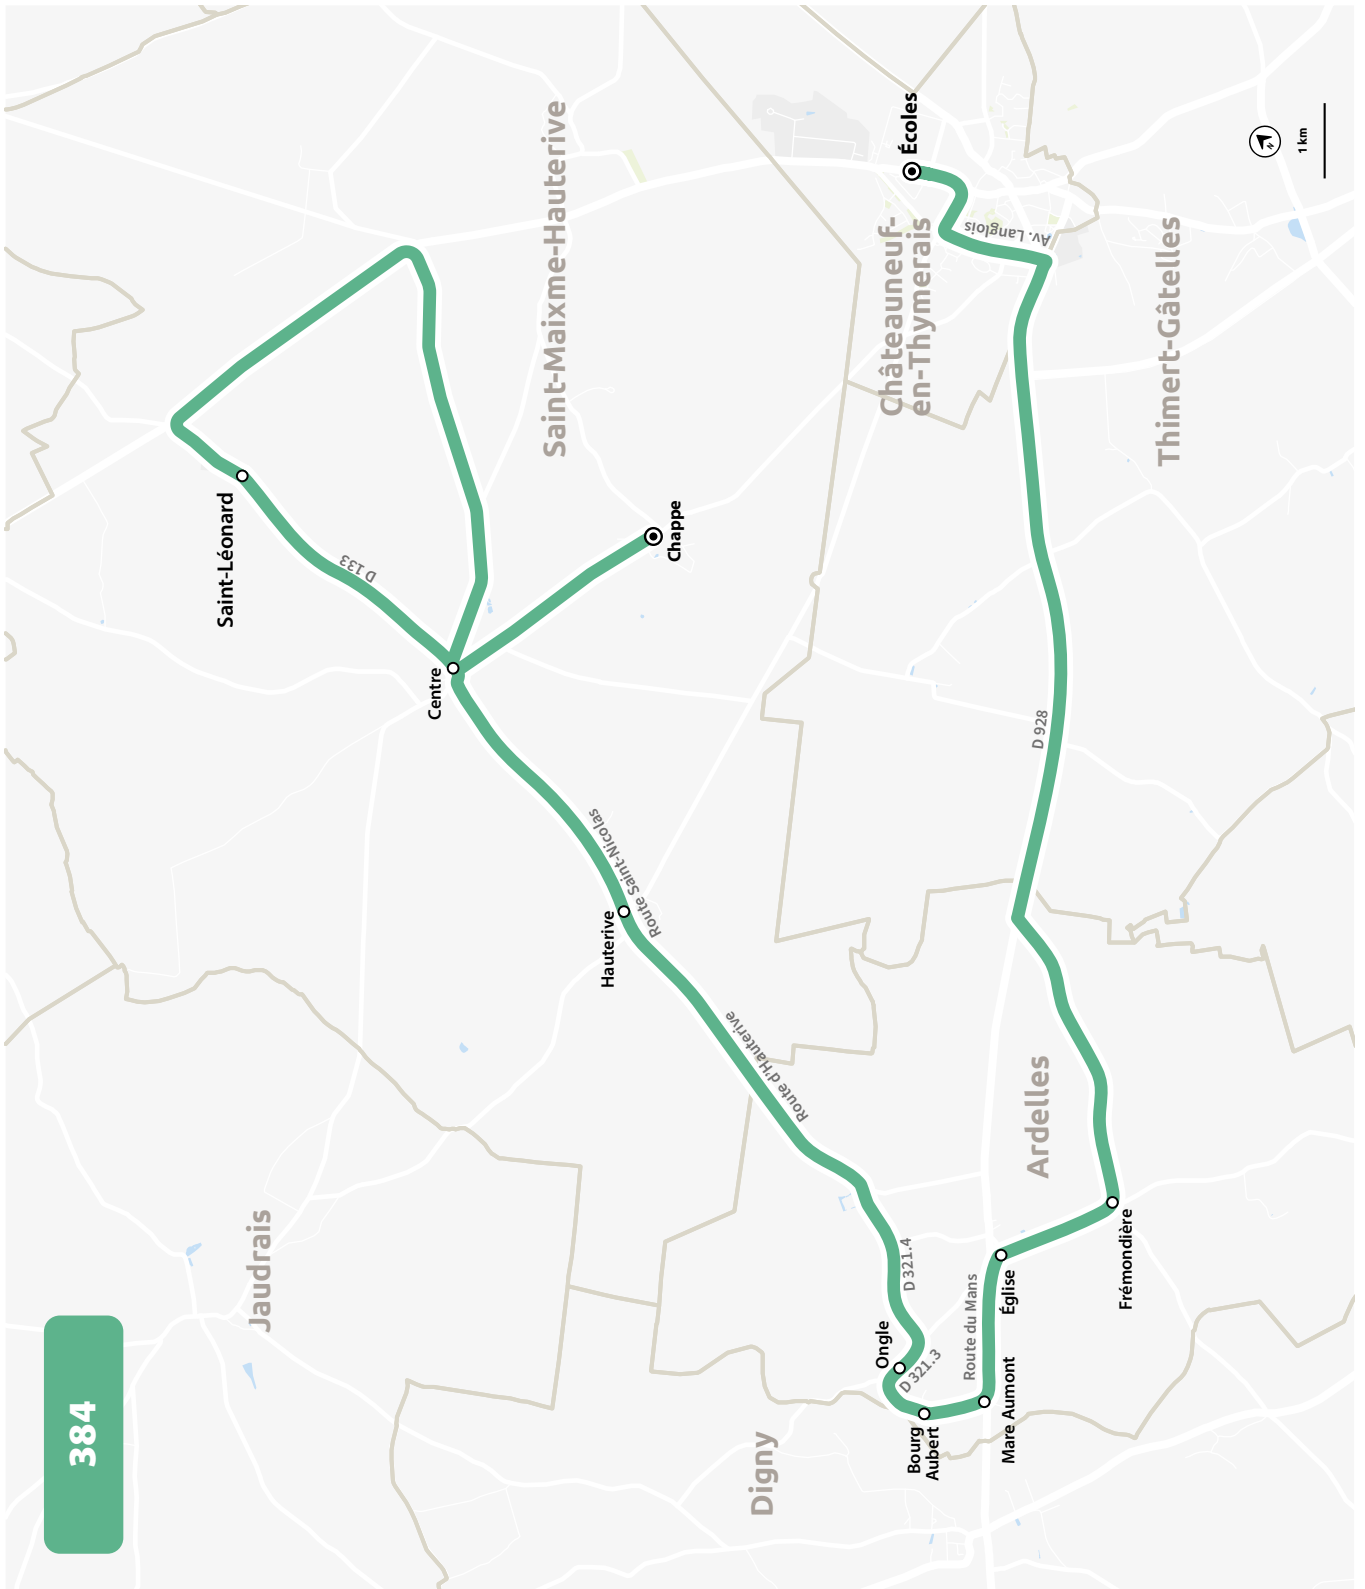 384
Jaudrais
Saint-Léonard
D 133
Centre
Saint-Maixme-Hauterive
Chappe
Route Saint-Nicolas
Hauterive
Route d'Hauterive
D 321.4
Ongle
D 321.3
Bourg
Aubert
Digny
Mare Aumont
Route du Mans
Église
Frémondière
Ardelles
D 928
Thimert-Gâtelles
Châteauneuf-
en-Thymerais
Av. Langlois
Écoles
N
1 km